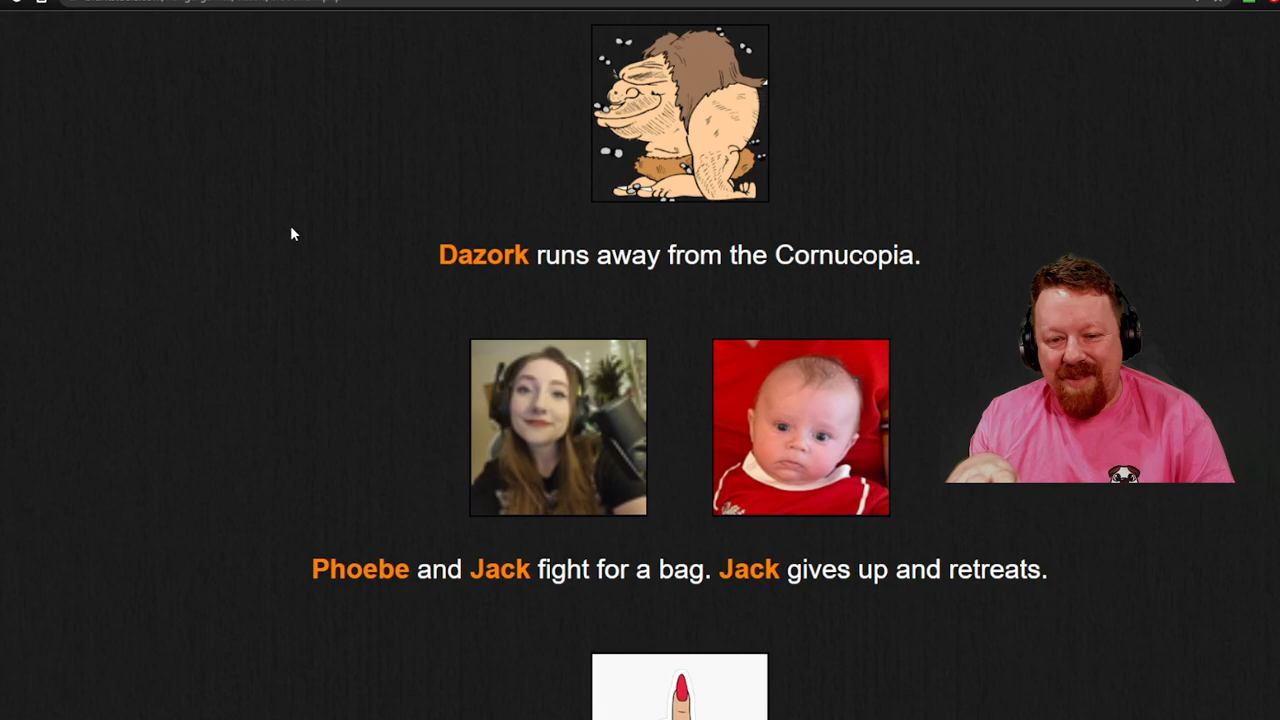 Dazork runs away from the Cornucopia.
Phoebe and Jack fight for a bag. Jack gives up and retreats.